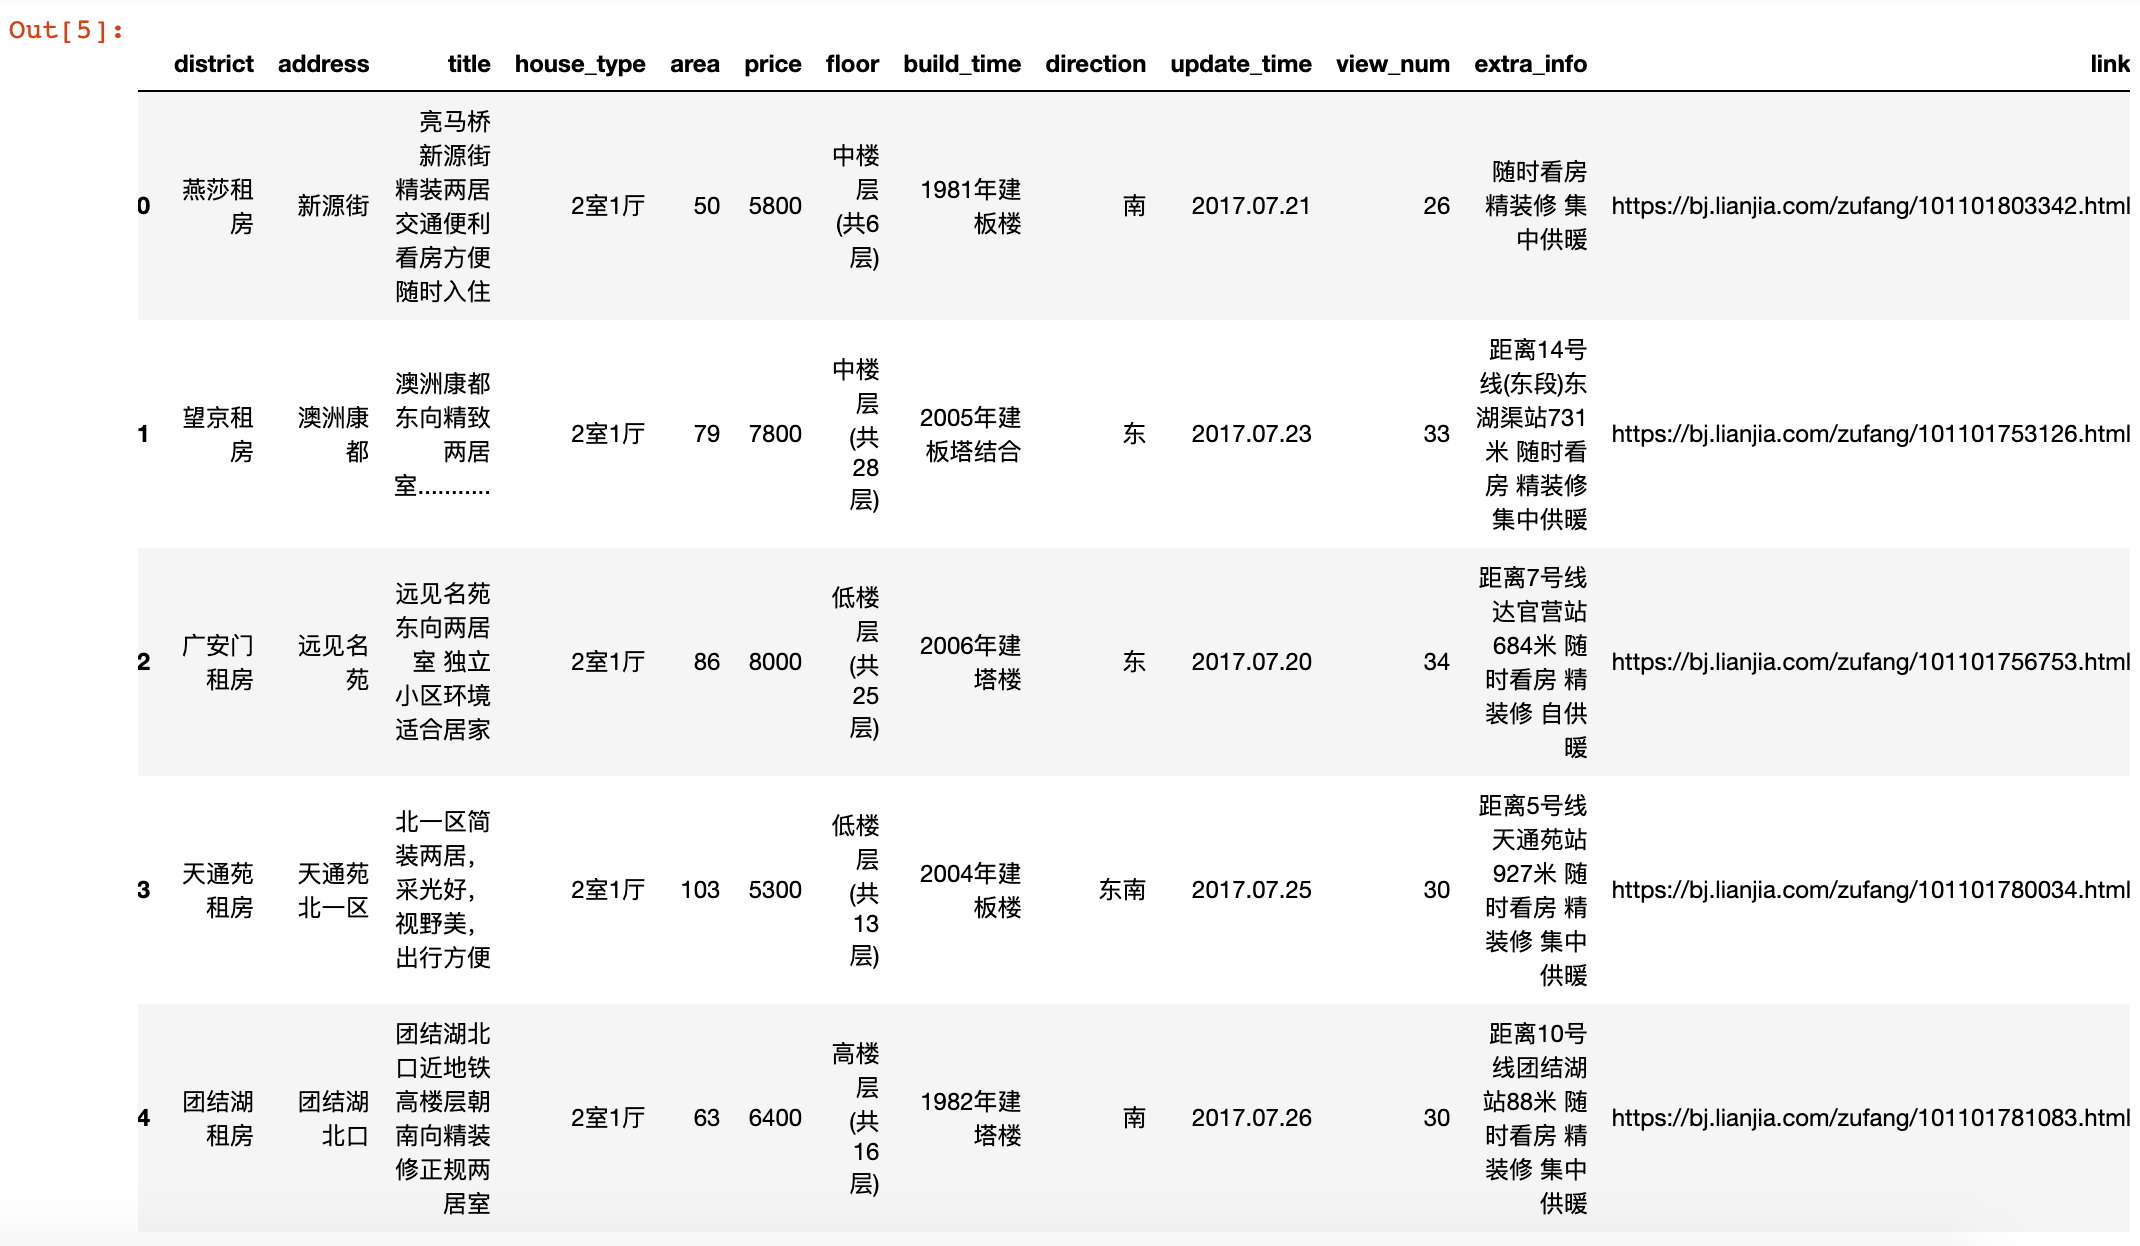 Out[5]:
district address title house_type area price floor build_time direction update_time view_num extra_info link
0
燕莎租
房
新源街
亮马桥
新源街
精装两居
交通便利
看房方便
随时入住
2室1厅
50
5800
中楼
层
(共6
层)
1981年建
板楼
南
2017.07.21
26
随时看房
精装修 集
中供暖
https://bj.lianjia.com/zufang/101101803342.html
1
望京租
房
澳洲康
都
澳洲康都
东向精致
两居
室...........
2室1厅
79
7800
中楼
层
(共
28
层)
2005年建
板塔结合
东
2017.07.23
33
距离14号
线(东段)东
湖渠站731
米 随时看
房 精装修
集中供暖
https://bj.lianjia.com/zufang/101101753126.html
2
广安门
租房
远见名
苑
远见名苑
东向两居
室 独立
小区环境
适合居家
2室1厅
86
8000
低楼
层
(共
25
层)
2006年建
塔楼
东
2017.07.20
34
距离7号线
达官营站
684米 随
时看房 精
装修 自供
暖
https://bj.lianjia.com/zufang/101101756753.html
3
天通苑
租房
天通苑
北一区
北一区简
装两居，
采光好，
视野美，
出行方便
2室1厅
103
5300
低楼
层
(共
13
层)
2004年建
板楼
东南
2017.07.25
30
距离5号线
天通苑站
927米 随
时看房 精
装修 集中
供暖
https://bj.lianjia.com/zufang/101101780034.html
4
团结湖
租房
团结湖
北口
团结湖北
口近地铁
高楼层朝
南向精装
修正规两
居室
2室1厅
63
6400
高楼
层
(共
16
层)
1982年建
塔楼
南
2017.07.26
30
距离10号
线团结湖
站88米 随
时看房 精
装修 集中
供暖
https://bj.lianjia.com/zufang/101101781083.html